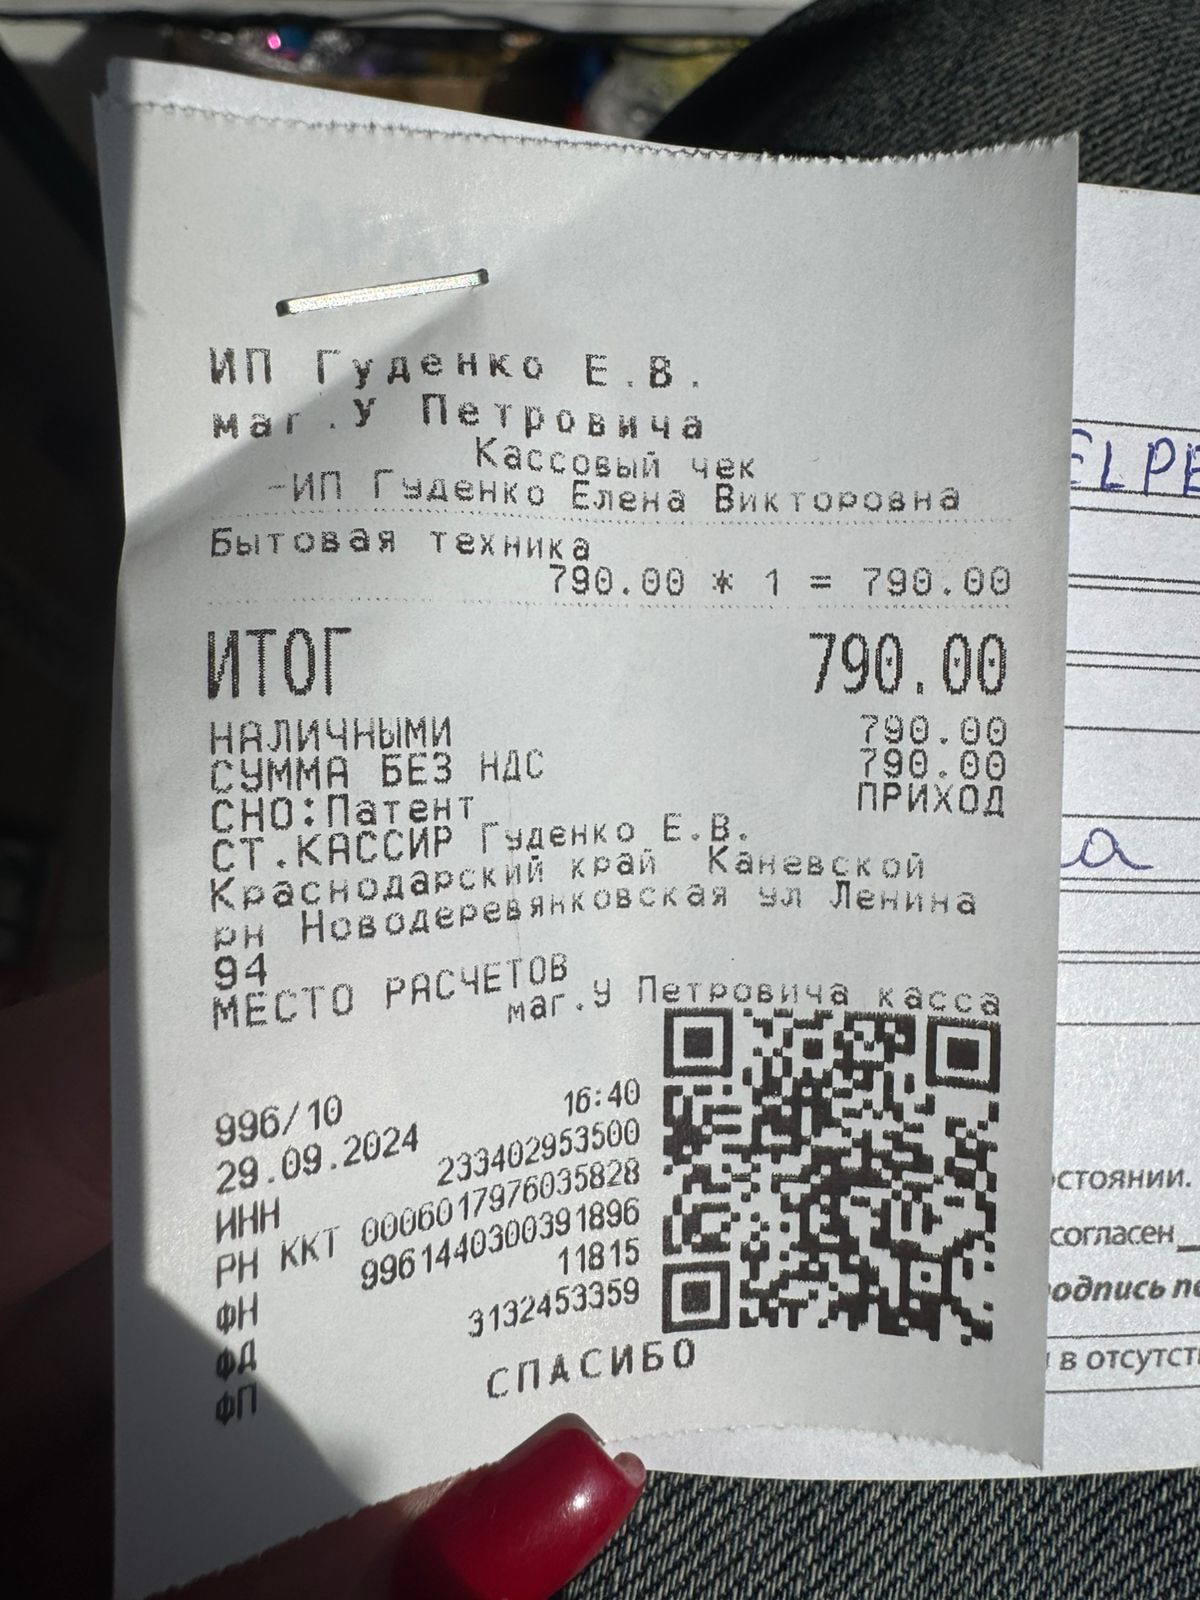 ИП Гуденко Е.В.
маг.У Петровича
Кассовый чек
-ИП Гуденко Елена Викторовна
Бытовая техника
790.00 * 1 = 790.00
ИТОГ 790.00
НАЛИЧНЫМИ 790.00
СУММА БЕЗ НДС 790.00
СНО:Патент ПРИХОД
СТ.КАССИР Гуденко Е.В.
Краснодарский край Каневской
рн Новодеревянковская ул Ленина
94
МЕСТО РАСЧЕТОВ
маг.У Петровича касса
996/10
29.09.2024 16:40
ИНН 233402953500
РН ККТ 0006017976035828
ФН 9961440300391896
ФД 11815
ФП 3132453359
СПАСИБО
ELPE
а
остоянии.
согласен
одпись по
в отсутст